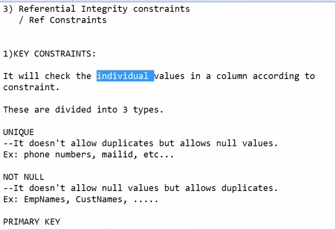 3) Referential Integrity constraints
/ Ref Constraints
1)KEY CONSTRAINTS:
It will check the individual values in a column according to
constraint.
These are divided into 3 types.
UNIQUE
--It doesn't allow duplicates but allows null values.
Ex: phone numbers, mailid, etc...
NOT NULL
--It doesn't allow null values but allows duplicates.
Ex: EmpNames, CustNames, .....
PRIMARY KEY